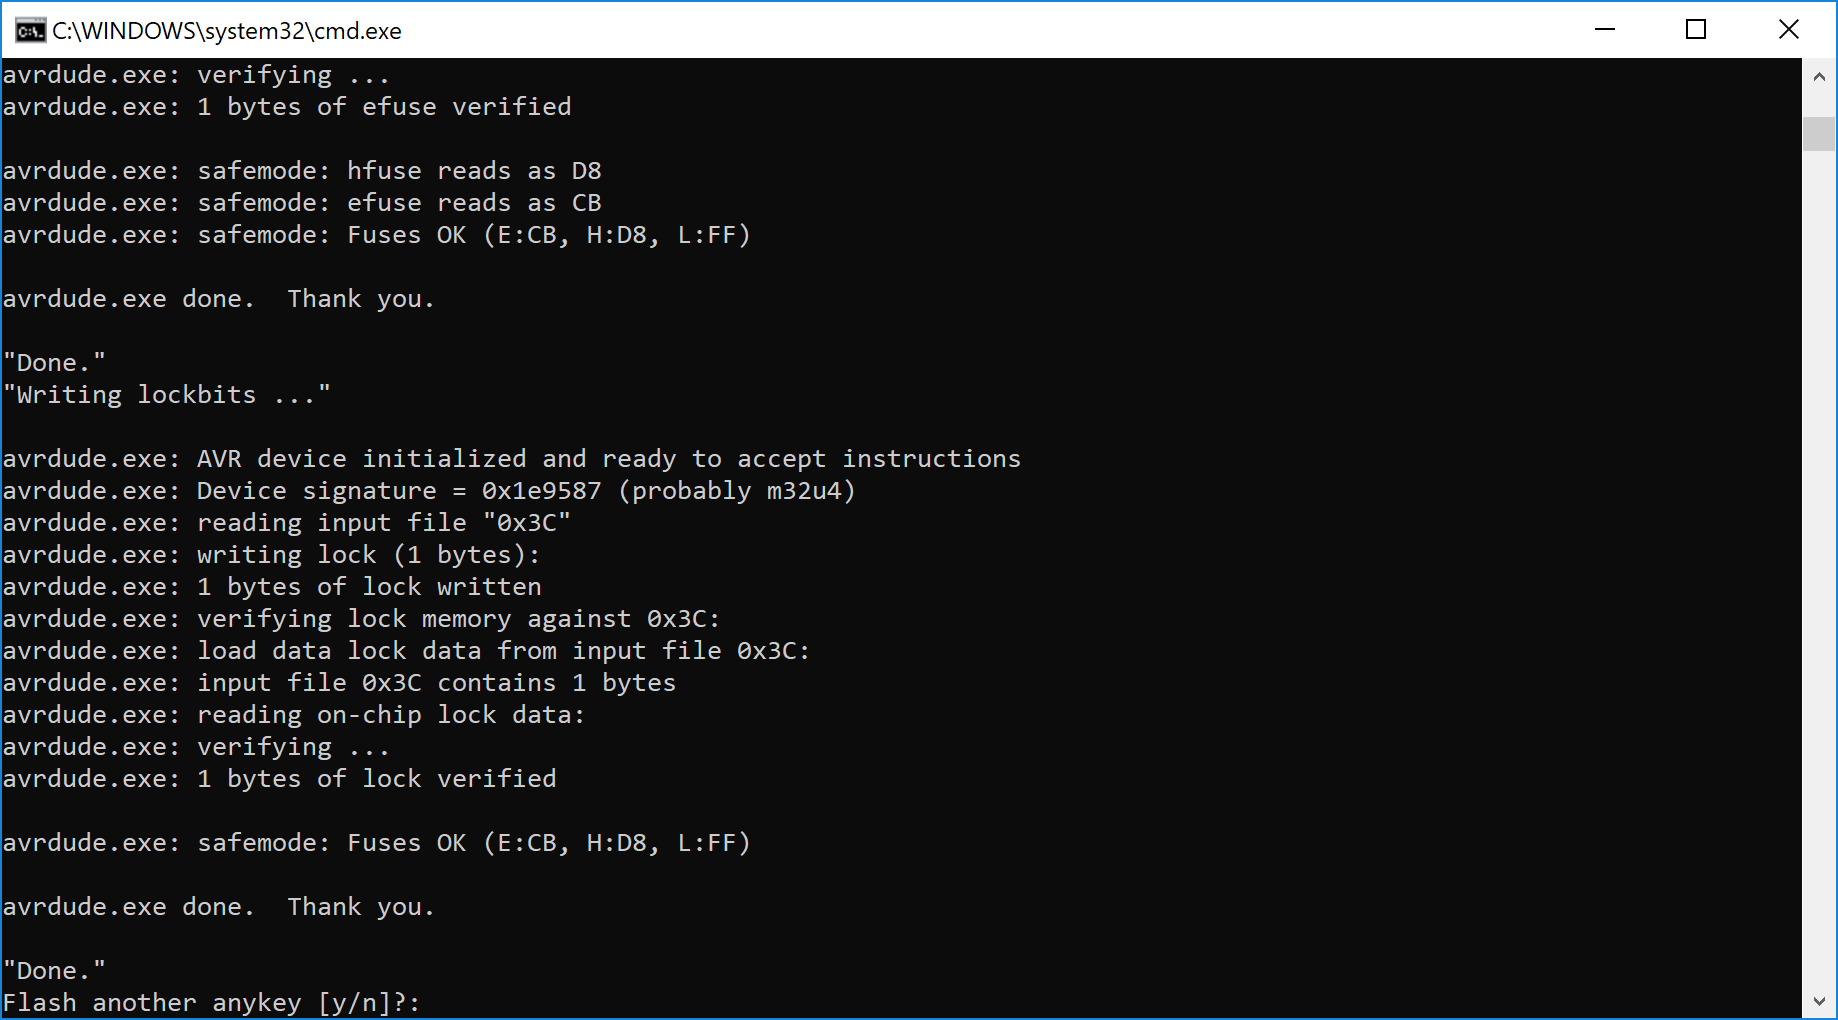 C:\WINDOWS\system32\cmd.exe
avrdude.exe: verifying ...
avrdude.exe: 1 bytes of efuse verified
avrdude.exe: safemode: hfuse reads as D8
avrdude.exe: safemode: efuse reads as CB
avrdude.exe: safemode: Fuses OK (E:CB, H:D8, L:FF)
avrdude.exe done.  Thank you.
"Done."
"Writing lockbits ..."
avrdude.exe: AVR device initialized and ready to accept instructions
avrdude.exe: Device signature = 0x1e9587 (probably m32u4)
avrdude.exe: reading input file "0x3C"
avrdude.exe: writing lock (1 bytes):
avrdude.exe: 1 bytes of lock written
avrdude.exe: verifying lock memory against 0x3C:
avrdude.exe: load data lock data from input file 0x3C:
avrdude.exe: input file 0x3C contains 1 bytes
avrdude.exe: reading on-chip lock data:
avrdude.exe: verifying ...
avrdude.exe: 1 bytes of lock verified
avrdude.exe: safemode: Fuses OK (E:CB, H:D8, L:FF)
avrdude.exe done.  Thank you.
"Done."
Flash another anykey [y/n]?: